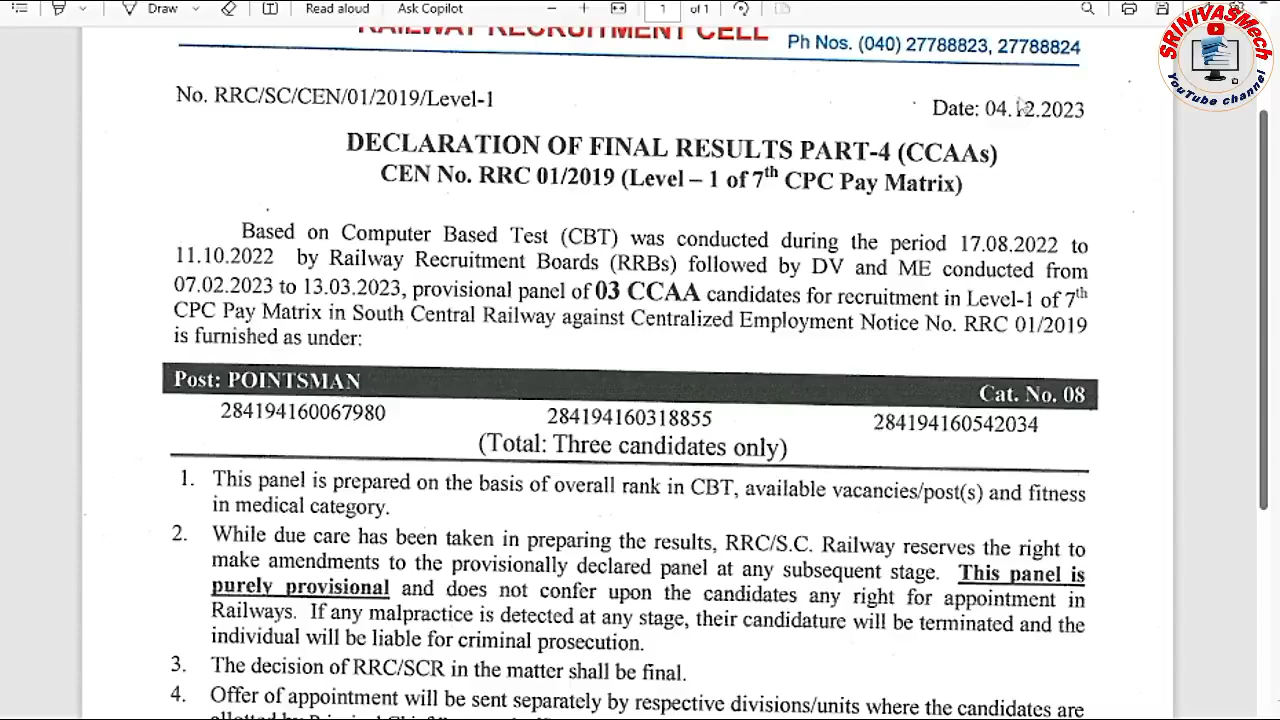 Draw
Read aloud
Ask Copilot
1
of 1
RAILWAY RECRUITMENT CELL
Ph Nos. (040) 27788823, 27788824
SRINIVASMech
YouTube channel
No. RRC/SC/CEN/01/2019/Level-1
Date: 04.12.2023
DECLARATION OF FINAL RESULTS PART-4 (CCAAs)
CEN No. RRC 01/2019 (Level – 1 of 7th CPC Pay Matrix)
Based on Computer Based Test (CBT) was conducted during the period 17.08.2022 to
11.10.2022 by Railway Recruitment Boards (RRBs) followed by DV and ME conducted from
07.02.2023 to 13.03.2023, provisional panel of 03 CCAA candidates for recruitment in Level-1 of 7th
CPC Pay Matrix in South Central Railway against Centralized Employment Notice No. RRC 01/2019
is furnished as under:
Post: POINTSMAN Cat. No. 08
284194160067980 284194160318855 284194160542034
(Total: Three candidates only)
1. This panel is prepared on the basis of overall rank in CBT, available vacancies/post(s) and fitness
in medical category.
2. While due care has been taken in preparing the results, RRC/S.C. Railway reserves the right to
make amendments to the provisionally declared panel at any subsequent stage. This panel is
purely provisional and does not confer upon the candidates any right for appointment in
Railways. If any malpractice is detected at any stage, their candidature will be terminated and the
individual will be liable for criminal prosecution.
3. The decision of RRC/SCR in the matter shall be final.
4. Offer of appointment will be sent separately by respective divisions/units where the candidates are